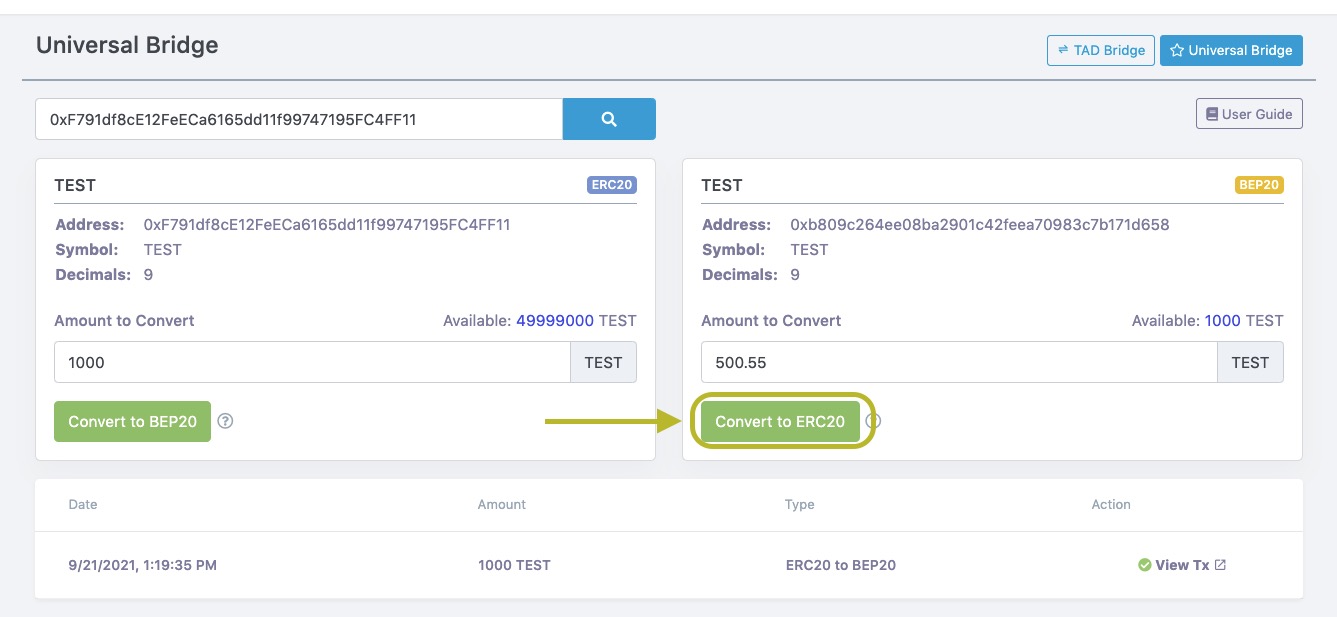 Universal Bridge
TAD Bridge
Universal Bridge
0xF791df8cE12FeECa6165dd11f99747195FC4FF11
User Guide
TEST ERC20
Address: 0xF791df8cE12FeECa6165dd11f99747195FC4FF11
Symbol: TEST
Decimals: 9
Amount to Convert Available: 49999000 TEST
1000 TEST
Convert to BEP20 ?
TEST BEP20
Address: 0xb809c264ee08ba2901c42feea70983c7b171d658
Symbol: TEST
Decimals: 9
Amount to Convert Available: 1000 TEST
500.55 TEST
Convert to ERC20
Date Amount Type Action
9/21/2021, 1:19:35 PM 1000 TEST ERC20 to BEP20 View Tx